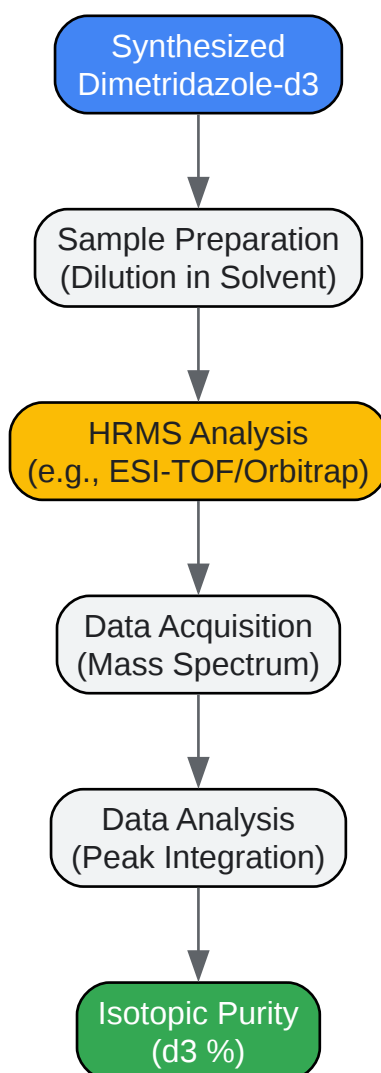 Synthesized
Dimetridazole-d3
Sample Preparation
(Dilution in Solvent)
HRMS Analysis
(e.g., ESI-TOF/Orbitrap)
Data Acquisition
(Mass Spectrum)
Data Analysis
(Peak Integration)
Isotopic Purity
(d3 %)